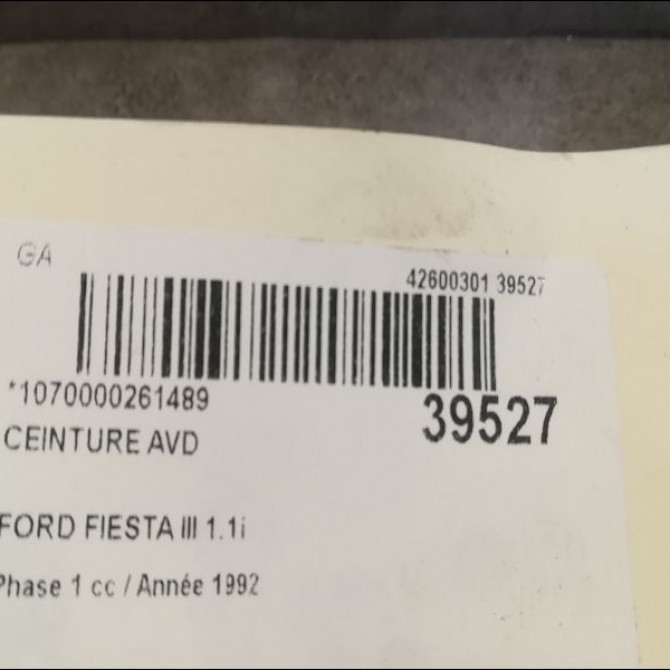 GA
42600301 39527
*1070000261489
39527
CEINTURE AVD
FORD FIESTA III 1.1i
Phase 1 cc / Année 1992